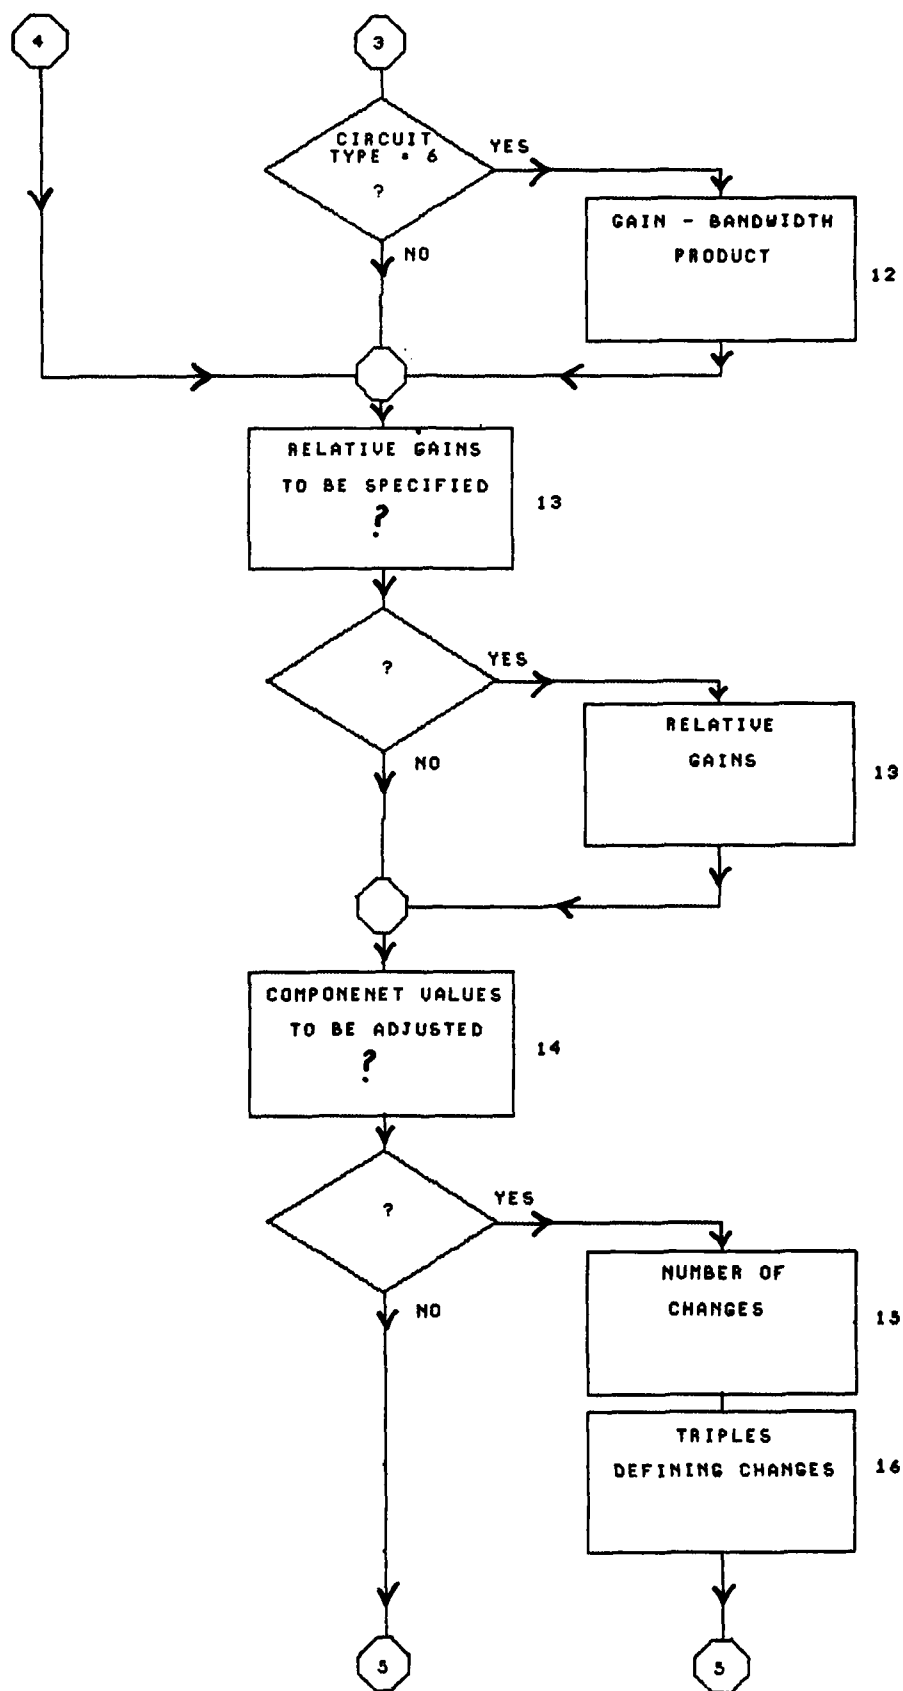 4
3
CIRCUIT
TYPE = 6
?
YES
NO
GAIN - BANDWIDTH
PRODUCT
12
RELATIVE GAINS
TO BE SPECIFIED
?
13
?
YES
NO
RELATIVE
GAINS
13
COMPONENET VALUES
TO BE ADJUSTED
?
14
?
YES
NO
NUMBER OF
CHANGES
15
TRIPLES
DEFINING CHANGES
16
5
5